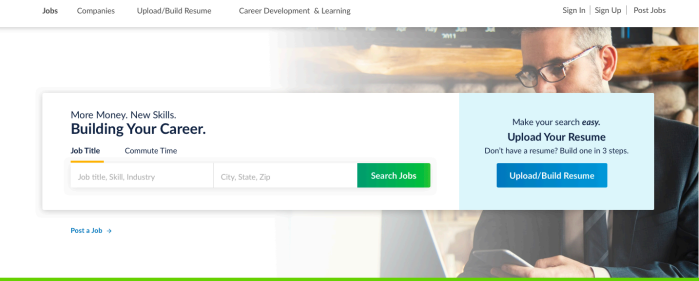 Jobs Companies Upload/Build Resume Career Development & Learning Sign In | Sign Up | Post Jobs
More Money. New Skills.
Building Your Career.
Job Title Commute Time
Job title, Skill, Industry City, State, Zip Search Jobs
Make your search easy.
Upload Your Resume
Don't have a resume? Build one in 3 steps.
Upload/Build Resume
Post a Job →